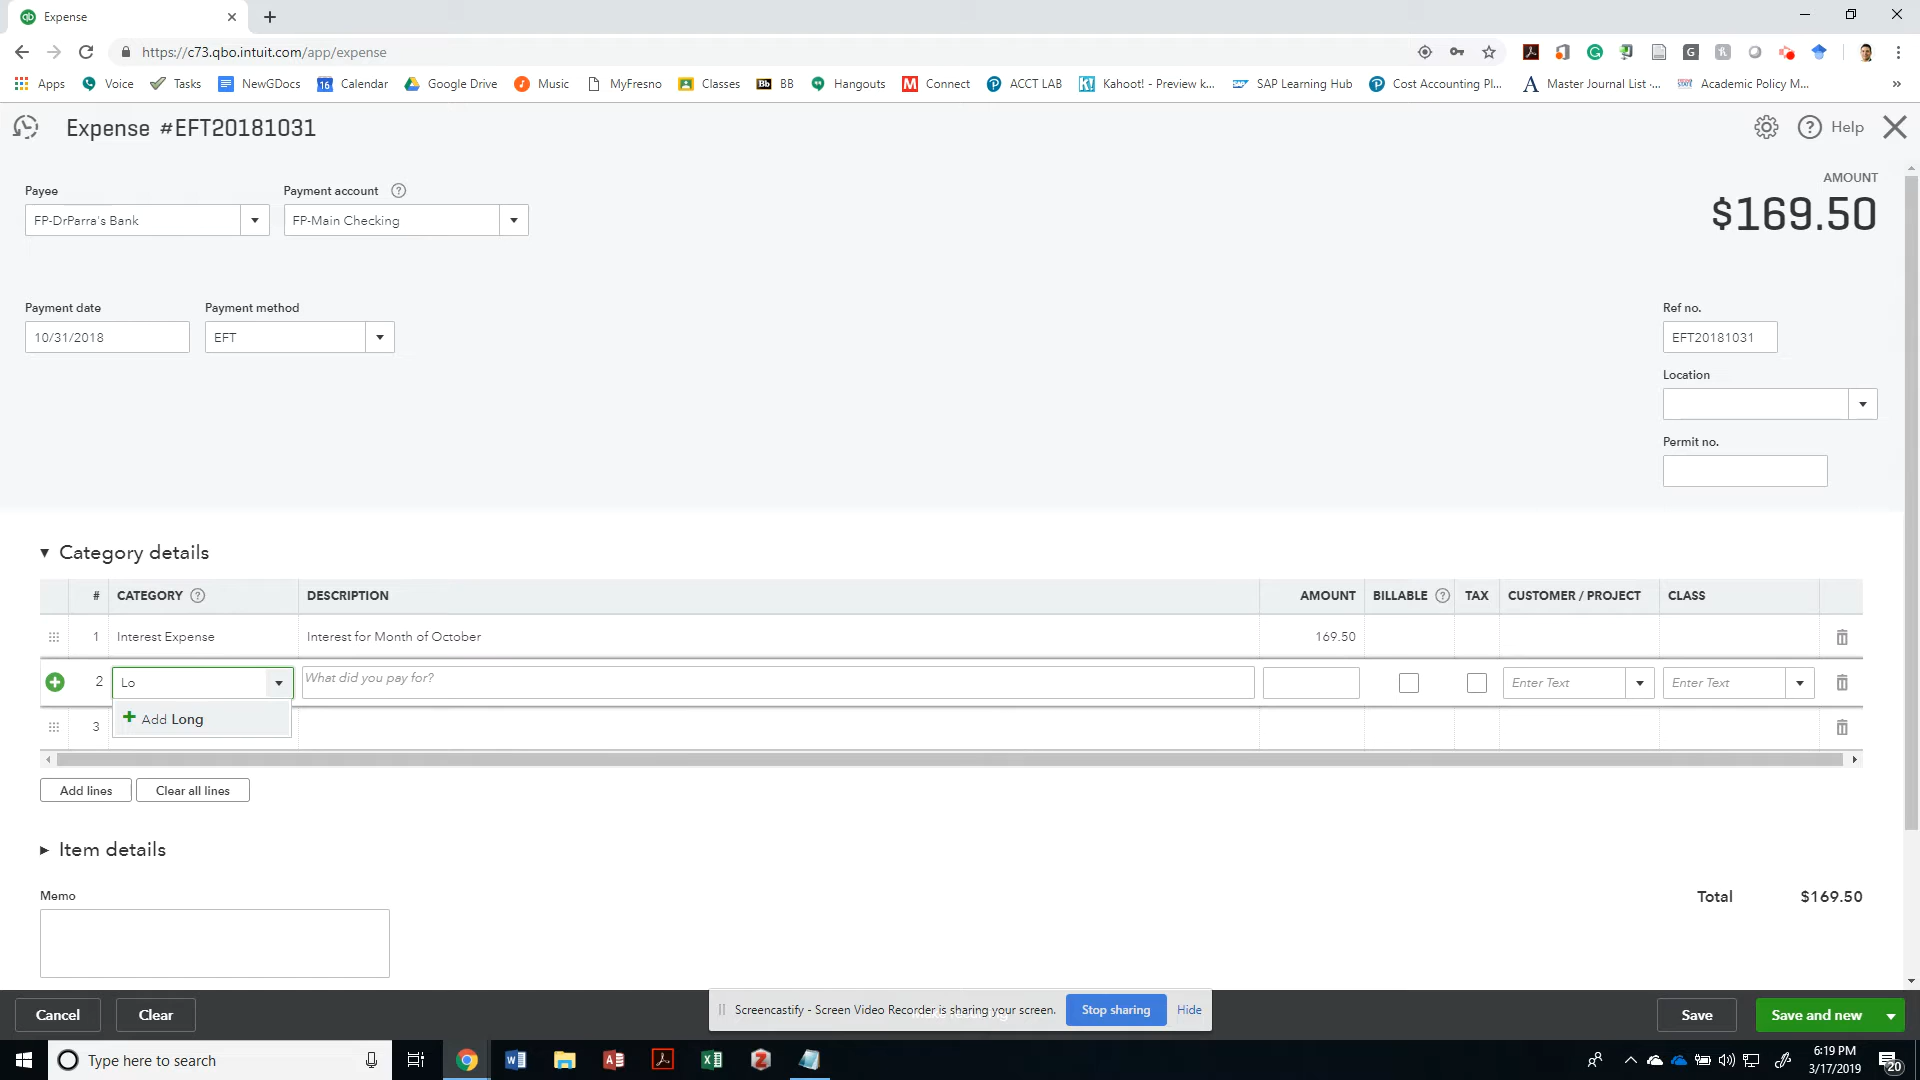 Expense
https://c73.qbo.intuit.com/app/expense
Apps Voice Tasks NewGDocs 16 Calendar Google Drive Music MyFresno Classes Bb BB Hangouts M Connect P ACCT LAB K! Kahoot! - Preview k... SAP SAP Learning Hub P Cost Accounting Pl... A Master Journal List -... Academic Policy M... »
Expense #EFT20181031
? Help
Payee
Payment account ?
AMOUNT
FP-DrParra's Bank
FP-Main Checking
$169.50
Payment date
Payment method
Ref no.
10/31/2018
EFT
EFT20181031
Location
Permit no.
Category details
# CATEGORY ? DESCRIPTION AMOUNT BILLABLE ? TAX CUSTOMER / PROJECT CLASS
1 Interest Expense Interest for Month of October 169.50
2 Lo What did you pay for? Enter Text Enter Text
+ Add Long
3
Add lines Clear all lines
Item details
Memo
Total $169.50
Cancel Clear
Screencastify - Screen Video Recorder is sharing your screen. Stop sharing Hide
Save Save and new
Type here to search
6:19 PM
3/17/2019
20